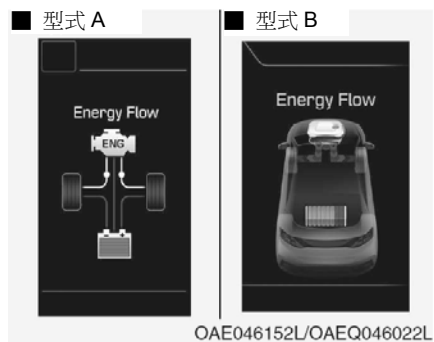 ■ 型式 A
■ 型式 B
Energy Flow
ENG
Energy Flow
OAE046152L/OAEQ046022L